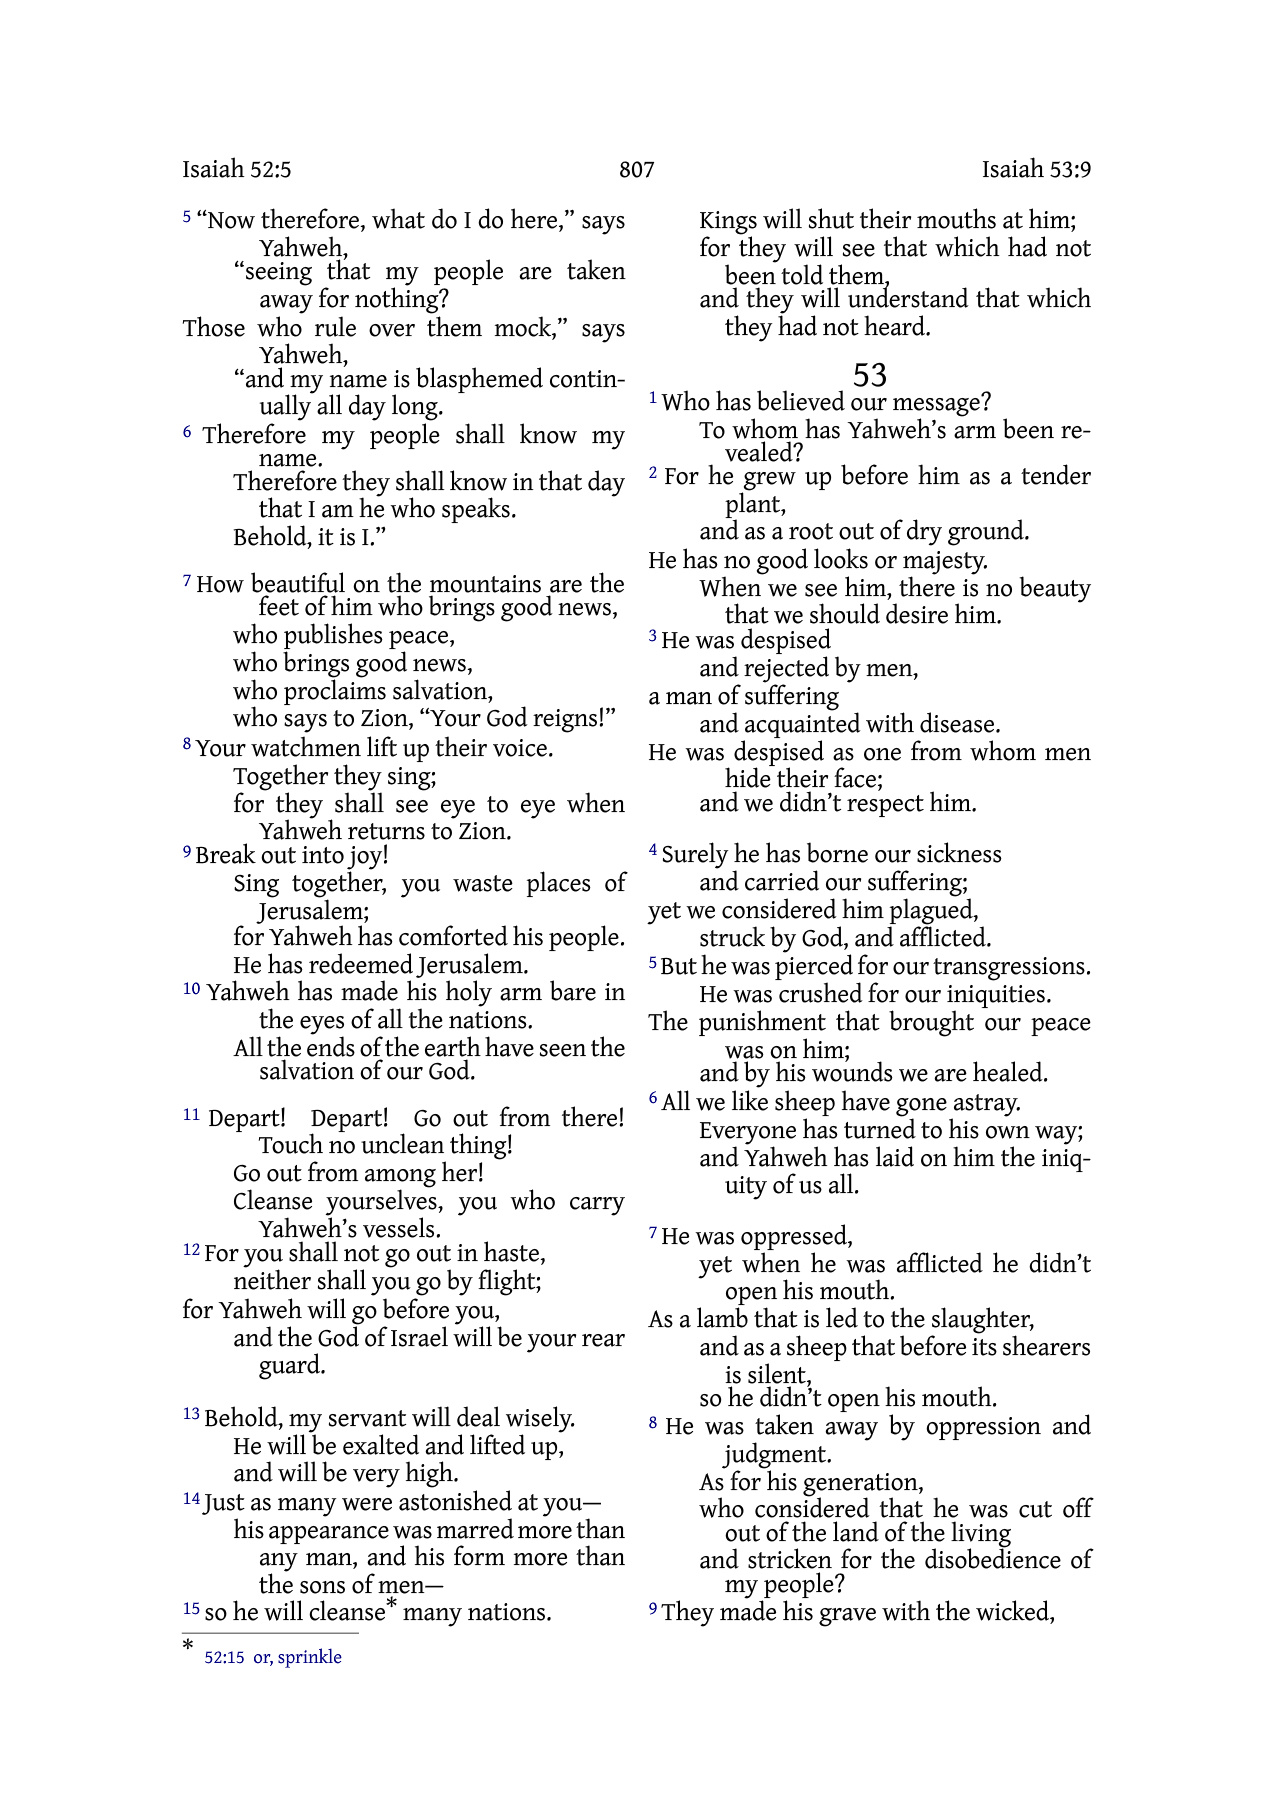 Isaiah 52:5 807 Isaiah 53:9
5 “Now therefore, what do I do here,” says
Yahweh,
“seeing that my people are taken
away for nothing?
Those who rule over them mock,” says
Yahweh,
“and my name is blasphemed contin-
ually all day long.
6 Therefore my people shall know my
name.
Therefore they shall know in that day
that I am he who speaks.
Behold, it is I.”
7 How beautiful on the mountains are the
feet of him who brings good news,
who publishes peace,
who brings good news,
who proclaims salvation,
who says to Zion, “Your God reigns!”
8 Your watchmen lift up their voice.
Together they sing;
for they shall see eye to eye when
Yahweh returns to Zion.
9 Break out into joy!
Sing together, you waste places of
Jerusalem;
for Yahweh has comforted his people.
He has redeemed Jerusalem.
10 Yahweh has made his holy arm bare in
the eyes of all the nations.
All the ends of the earth have seen the
salvation of our God.
11 Depart! Depart! Go out from there!
Touch no unclean thing!
Go out from among her!
Cleanse yourselves, you who carry
Yahweh’s vessels.
12 For you shall not go out in haste,
neither shall you go by flight;
for Yahweh will go before you,
and the God of Israel will be your rear
guard.
13 Behold, my servant will deal wisely.
He will be exalted and lifted up,
and will be very high.
14 Just as many were astonished at you—
his appearance was marred more than
any man, and his form more than
the sons of men—
15 so he will cleanse* many nations.
* 52:15 or, sprinkle
Kings will shut their mouths at him;
for they will see that which had not
been told them,
and they will understand that which
they had not heard.
53
1 Who has believed our message?
To whom has Yahweh’s arm been re-
vealed?
2 For he grew up before him as a tender
plant,
and as a root out of dry ground.
He has no good looks or majesty.
When we see him, there is no beauty
that we should desire him.
3 He was despised
and rejected by men,
a man of suffering
and acquainted with disease.
He was despised as one from whom men
hide their face;
and we didn’t respect him.
4 Surely he has borne our sickness
and carried our suffering;
yet we considered him plagued,
struck by God, and afflicted.
5 But he was pierced for our transgressions.
He was crushed for our iniquities.
The punishment that brought our peace
was on him;
and by his wounds we are healed.
6 All we like sheep have gone astray.
Everyone has turned to his own way;
and Yahweh has laid on him the iniq-
uity of us all.
7 He was oppressed,
yet when he was afflicted he didn’t
open his mouth.
As a lamb that is led to the slaughter,
and as a sheep that before its shearers
is silent,
so he didn’t open his mouth.
8 He was taken away by oppression and
judgment.
As for his generation,
who considered that he was cut off
out of the land of the living
and stricken for the disobedience of
my people?
9 They made his grave with the wicked,